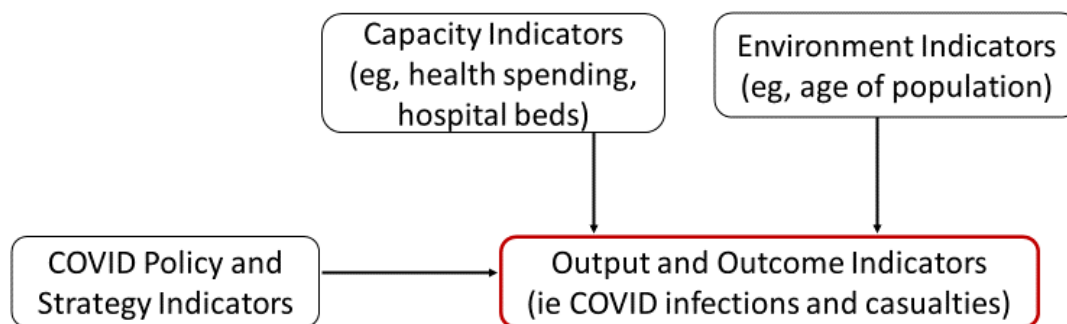 Capacity Indicators
(eg, health spending,
hospital beds)
Environment Indicators
(eg, age of population)
COVID Policy and
Strategy Indicators
Output and Outcome Indicators
(ie COVID infections and casualties)